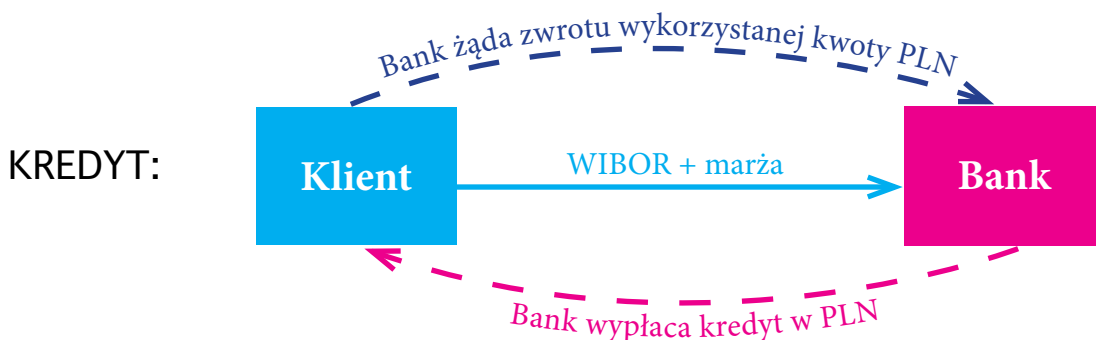 Bank żąda zwrotu wykorzystanej kwoty PLN
KREDYT:
Klient
WIBOR + marża
Bank
Bank wypłaca kredyt w PLN